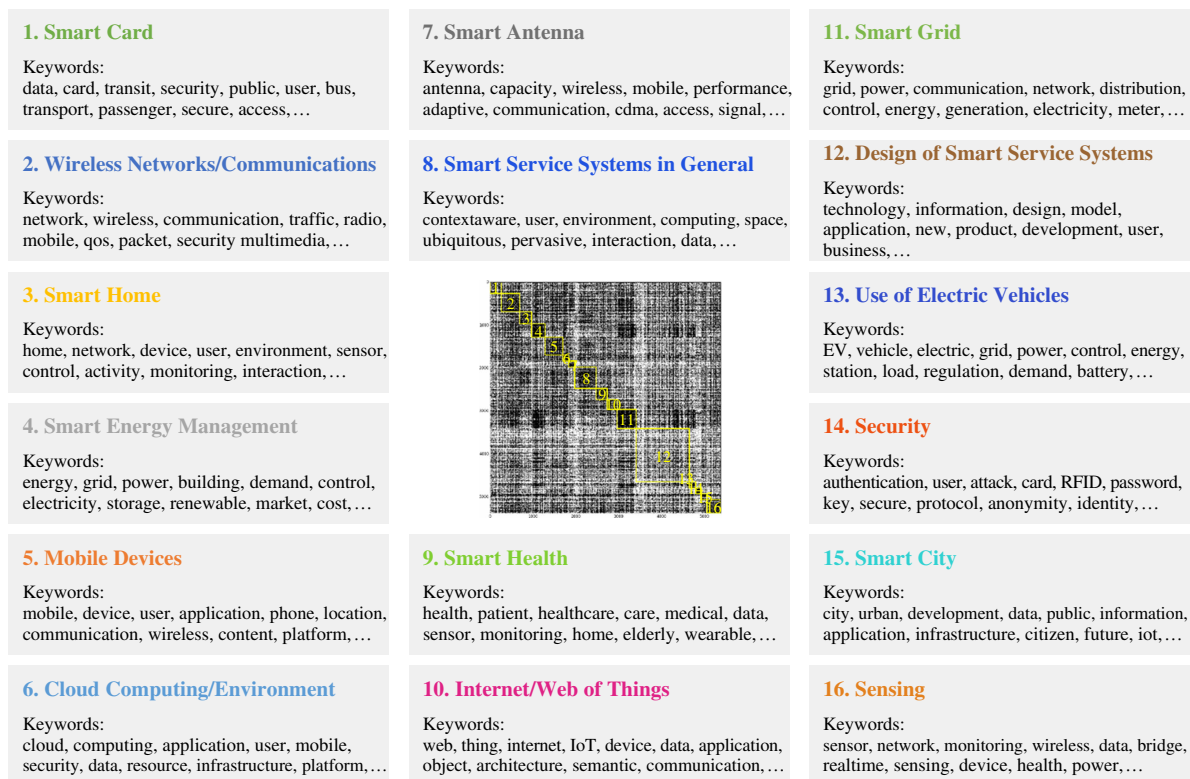 1. Smart Card
Keywords:
data, card, transit, security, public, user, bus,
transport, passenger, secure, access,…
2. Wireless Networks/Communications
Keywords:
network, wireless, communication, traffic, radio,
mobile, qos, packet, security multimedia,…
3. Smart Home
Keywords:
home, network, device, user, environment, sensor,
control, activity, monitoring, interaction,…
4. Smart Energy Management
Keywords:
energy, grid, power, building, demand, control,
electricity, storage, renewable, market, cost,…
5. Mobile Devices
Keywords:
mobile, device, user, application, phone, location,
communication, wireless, content, platform,…
6. Cloud Computing/Environment
Keywords:
cloud, computing, application, user, mobile,
security, data, resource, infrastructure, platform,…
7. Smart Antenna
Keywords:
antenna, capacity, wireless, mobile, performance,
adaptive, communication, cdma, access, signal,…
8. Smart Service Systems in General
Keywords:
contextaware, user, environment, computing, space,
ubiquitous, pervasive, interaction, data,…
1
2
3
4
5
6
8
9
10
11
12
16
9. Smart Health
Keywords:
health, patient, healthcare, care, medical, data,
sensor, monitoring, home, elderly, wearable,…
10. Internet/Web of Things
Keywords:
web, thing, internet, IoT, device, data, application,
object, architecture, semantic, communication,…
11. Smart Grid
Keywords:
grid, power, communication, network, distribution,
control, energy, generation, electricity, meter,…
12. Design of Smart Service Systems
Keywords:
technology, information, design, model,
application, new, product, development, user,
business,…
13. Use of Electric Vehicles
Keywords:
EV, vehicle, electric, grid, power, control, energy,
station, load, regulation, demand, battery,…
14. Security
Keywords:
authentication, user, attack, card, RFID, password,
key, secure, protocol, anonymity, identity,…
15. Smart City
Keywords:
city, urban, development, data, public, information,
application, infrastructure, citizen, future, iot,…
16. Sensing
Keywords:
sensor, network, monitoring, wireless, data, bridge,
realtime, sensing, device, health, power,…